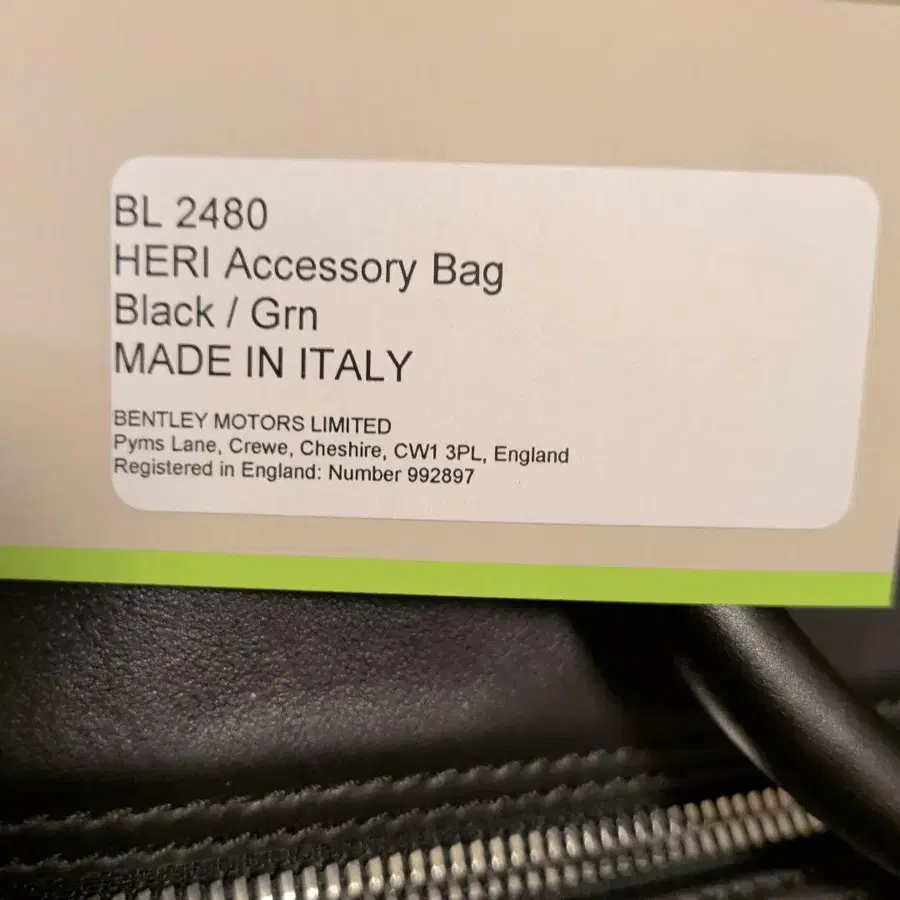 BL 2480
HERI Accessory Bag
Black / Grn
MADE IN ITALY
BENTLEY MOTORS LIMITED
Pyms Lane, Crewe, Cheshire, CW1 3PL, England
Registered in England: Number 992897